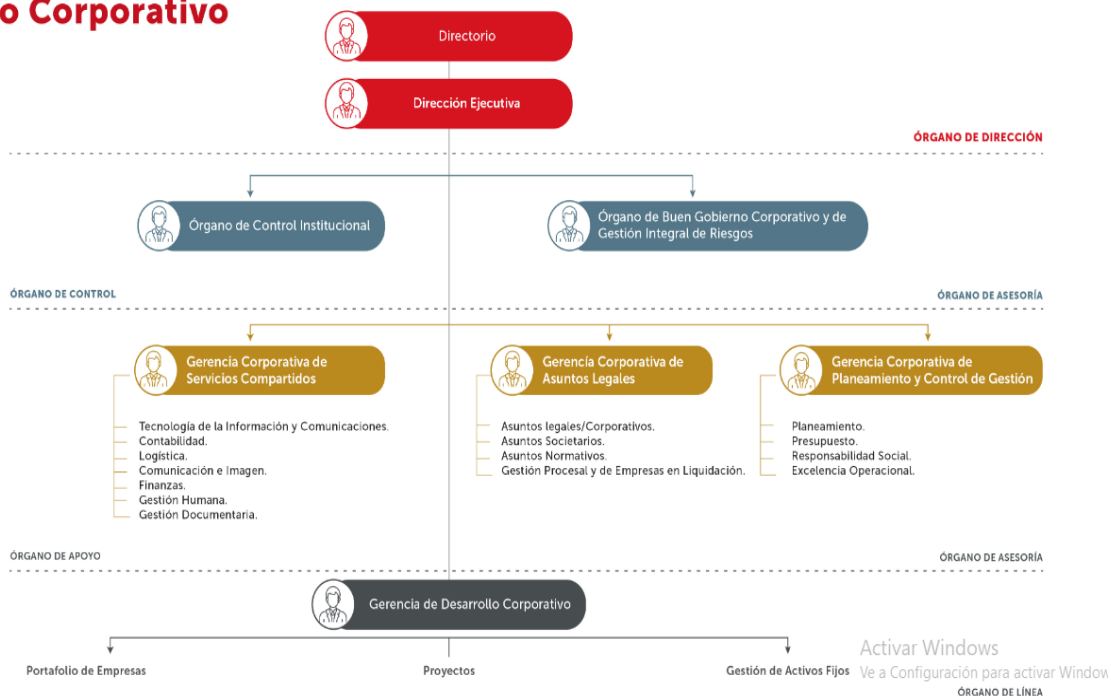 o Corporativo
Directorio
Dirección Ejecutiva
ÓRGANO DE DIRECCIÓN
Órgano de Control Institucional
Órgano de Buen Gobierno Corporativo y de
Gestión Integral de Riesgos
ÓRGANO DE CONTROL
ÓRGANO DE ASESORÍA
Gerencia Corporativa de
Servicios Compartidos
Gerencía Corporativa de
Asuntos Legales
Gerencia Corporativa de
Planeamiento y Control de Gestión
Tecnología de la Información y Comunicaciones.
Contabilidad.
Logística.
Comunicación e Imagen.
Finanzas.
Gestión Humana.
Gestión Documentaria.
Asuntos legales/Corporativos.
Asuntos Societarios.
Asuntos Normativos.
Gestión Procesal y de Empresas en Liquidación.
Planeamiento.
Presupuesto.
Responsabilidad Social.
Excelencia Operacional.
ÓRGANO DE APOYO
ÓRGANO DE ASESORÍA
Gerencia de Desarrollo Corporativo
Portafolio de Empresas
Proyectos
Gestión de Activos Fijos
Activar Windows
Ve a Configuración para activar Window
ÓRGANO DE LÍNEA